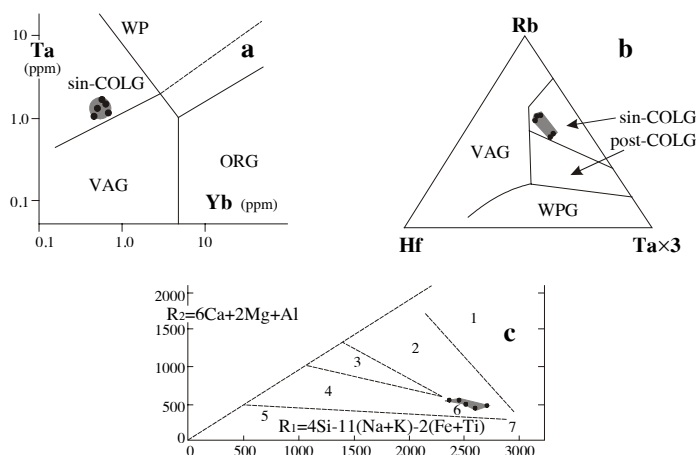 10
Ta
(ppm)
WP
a
sin-COLG
1.0
ORG
VAG
Yb (ppm)
0.1
0.1
1.0
10
Rb
b
sin-COLG
post-COLG
VAG
WPG
Hf
Ta×3
2000
R2=6Ca+2Mg+Al
1500
1000
500
0
1
c
2
3
4
5
6
7
R1=4Si-11(Na+K)-2(Fe+Ti)
0
500
1000
1500
2000
2500
3000